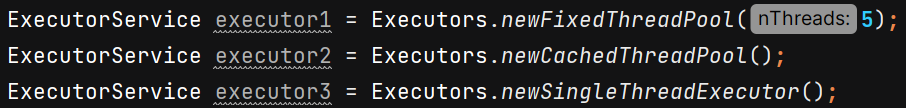 ExecutorService executor1 = Executors.newFixedThreadPool( nThreads: 5);
ExecutorService executor2 = Executors.newCachedThreadPool();
ExecutorService executor3 = Executors.newSingleThreadExecutor();